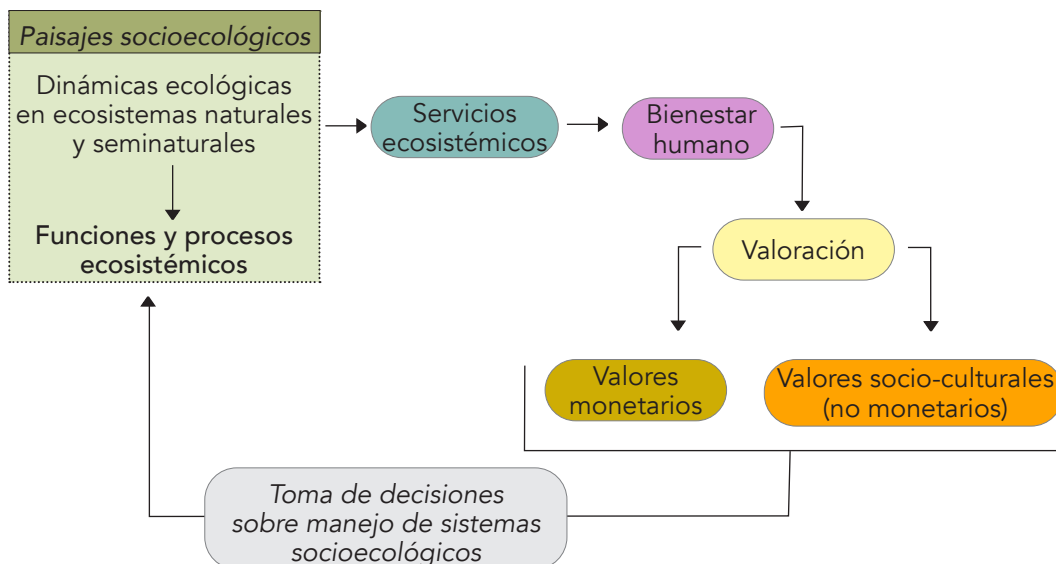 Paisajes socioecológicos
Dinámicas ecológicas
en ecosistemas naturales
y seminaturales
Funciones y procesos
ecosistémicos
Servicios
ecosistémicos
Bienestar
humano
Valoración
Valores
monetarios
Valores socio-culturales
(no monetarios)
Toma de decisiones
sobre manejo de sistemas
socioecológicos